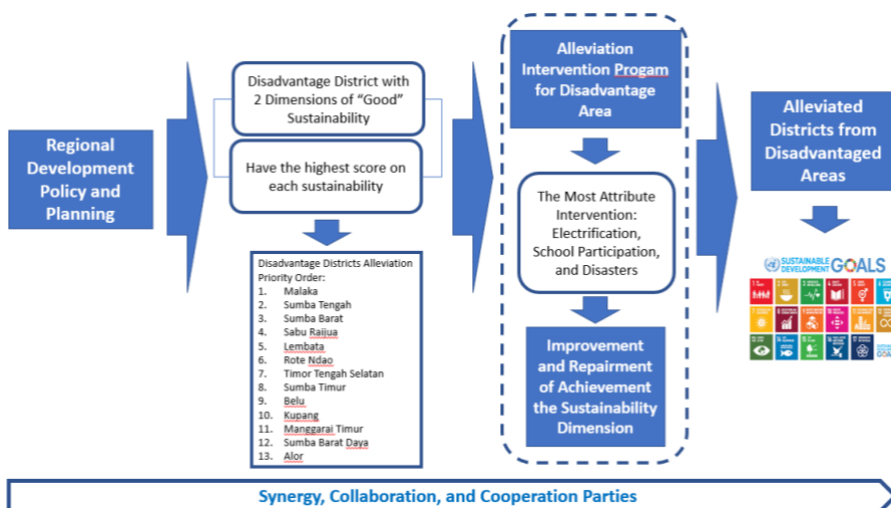 Regional
Development
Policy and
Planning
Disadvantage District with
2 Dimensions of “Good”
Sustainability
Have the highest score on
each sustainability
Disadvantage Districts Alleviation
Priority Order:
1. Malaka
2. Sumba Tengah
3. Sumba Barat
4. Sabu Raijua
5. Lembata
6. Rote Ndao
7. Timor Tengah Selatan
8. Sumba Timur
9. Belu
10. Kupang
11. Manggarai Timur
12. Sumba Barat Daya
13. Alor
Alleviation
Intervention Progam
for Disadvantage
Area
The Most Attribute
Intervention:
Electrification,
School Participation,
and Disasters
Improvement
and Repairment
of Achievement
the Sustainability
Dimension
Alleviated
Districts from
Disadvantaged
Areas
SUSTAINABLE
DEVELOPMENT GOALS
Synergy, Collaboration, and Cooperation Parties